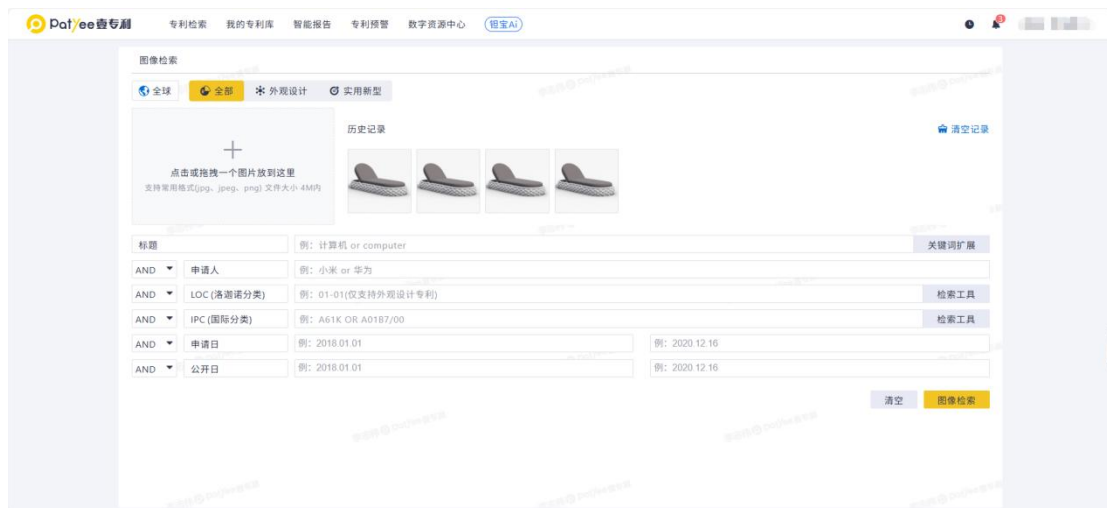 Patyee壹专利 专利检索 我的专利库 智能报告 专利预警 数字资源中心 钽宝Ai 3
图像检索
全球 全部 外观设计 实用新型
历史记录 清空记录
点击或拖拽一个图片放到这里
支持常用格式(jpg、jpeg、png) 文件大小 4M内
标题 例：计算机 or computer 关键词扩展
AND 申请人 例：小米 or 华为
AND LOC (洛迦诺分类) 例：01-01(仅支持外观设计专利) 检索工具
AND IPC (国际分类) 例：A61K OR A01B7/00 检索工具
AND 申请日 例：2018.01.01 例：2020.12.16
AND 公开日 例：2018.01.01 例：2020.12.16
清空 图像检索